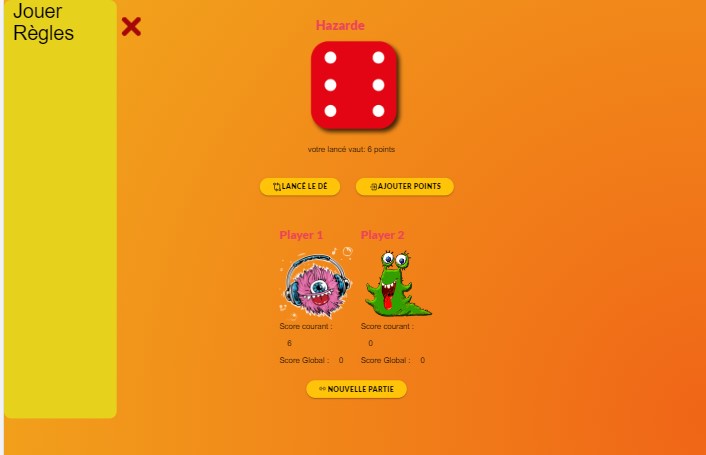 Jouer
Règles
Hazarde
votre lancé vaut: 6 points
LANCÉ LE DÉ
AJOUTER POINTS
Player 1
Player 2
Score courant :
Score courant :
6
0
Score Global : 0
Score Global : 0
NOUVELLE PARTIE